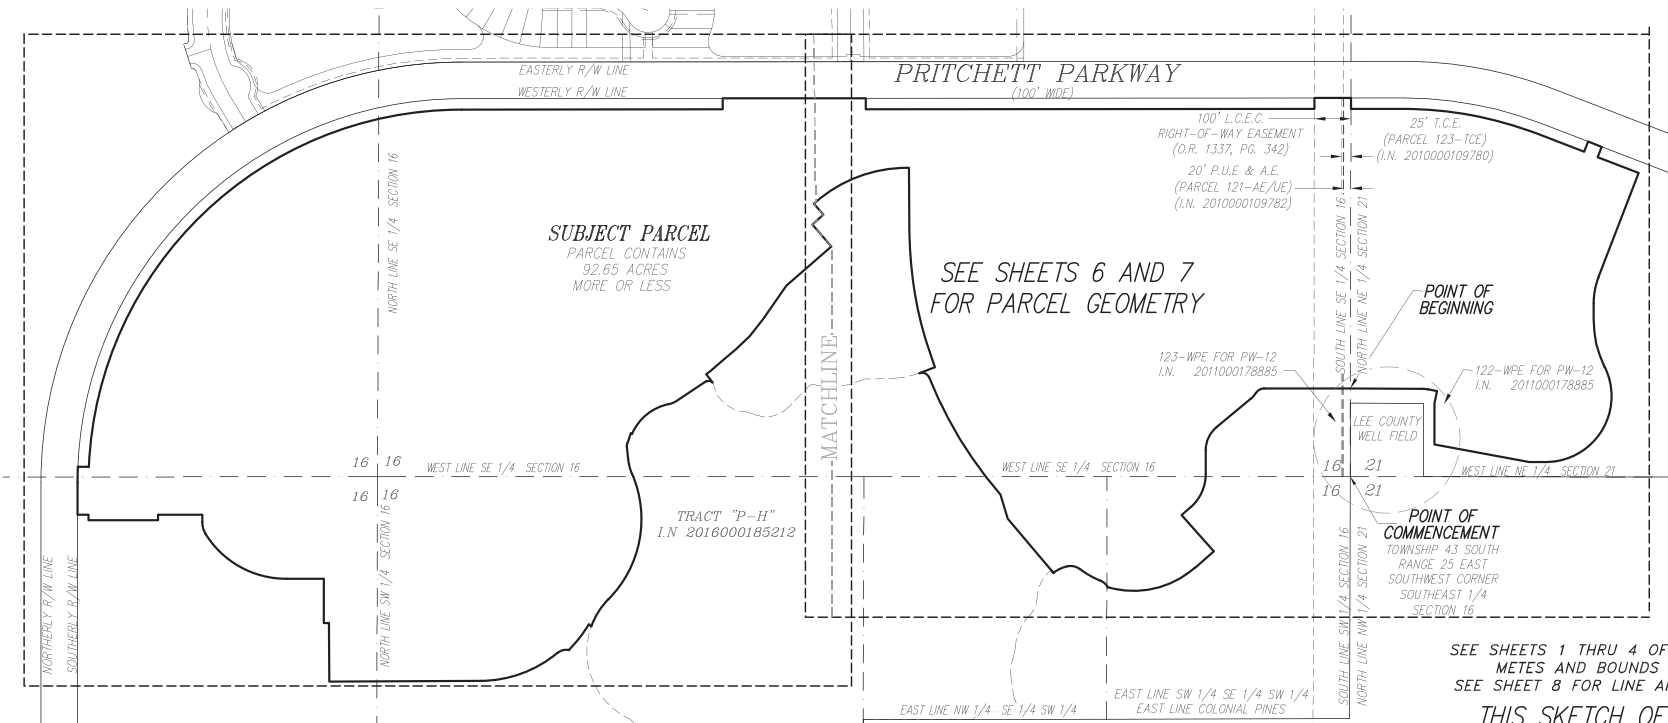 EASTERLY R/W LINE
WESTERLY R/W LINE
PRITCHETT PARKWAY
(100' WIDE)
100' L.C.E.C.
RIGHT-OF-WAY EASEMENT
(O.R. 1337, PG. 342)
20' P.U.E & A.E.
(PARCEL 121-AE/UE)
(I.N. 2010000109782)
25' T.C.E.
(PARCEL 123-TCE)
(I.N. 2010000109780)
NORTH LINE SE 1/4 SECTION 16
SUBJECT PARCEL
PARCEL CONTAINS
92.65 ACRES
MORE OR LESS
SEE SHEETS 6 AND 7
FOR PARCEL GEOMETRY
SOUTH LINE SE 1/4 SECTION 16
NORTH LINE NE 1/4 SECTION 21
POINT OF
BEGINNING
MATCHLINE
123-WPE FOR PW-12
I.N. 2011000178885
122-WPE FOR PW-12
I.N. 2011000178885
LEE COUNTY
WELL FIELD
16 16
WEST LINE SE 1/4 SECTION 16
WEST LINE SE 1/4 SECTION 16
16 21
WEST LINE NE 1/4 SECTION 21
16 16
16 21
TRACT "P-H"
I.N 2016000185212
POINT OF
COMMENCEMENT
TOWNSHIP 43 SOUTH
RANGE 25 EAST
SOUTHWEST CORNER
SOUTHEAST 1/4
SECTION 16
NORTHERLY R/W LINE
SOUTHERLY R/W LINE
NORTH LINE SW 1/4 SECTION 16
SOUTH LINE SW 1/4 SECTION 16
NORTH LINE NW 1/4 SECTION 21
SEE SHEETS 1 THRU 4 OF
METES AND BOUNDS
SEE SHEET 8 FOR LINE A
EAST LINE SW 1/4 SE 1/4 SW 1/4
EAST LINE COLONIAL PINES
EAST LINE NW 1/4 SE 1/4 SW 1/4
THIS SKETCH OF